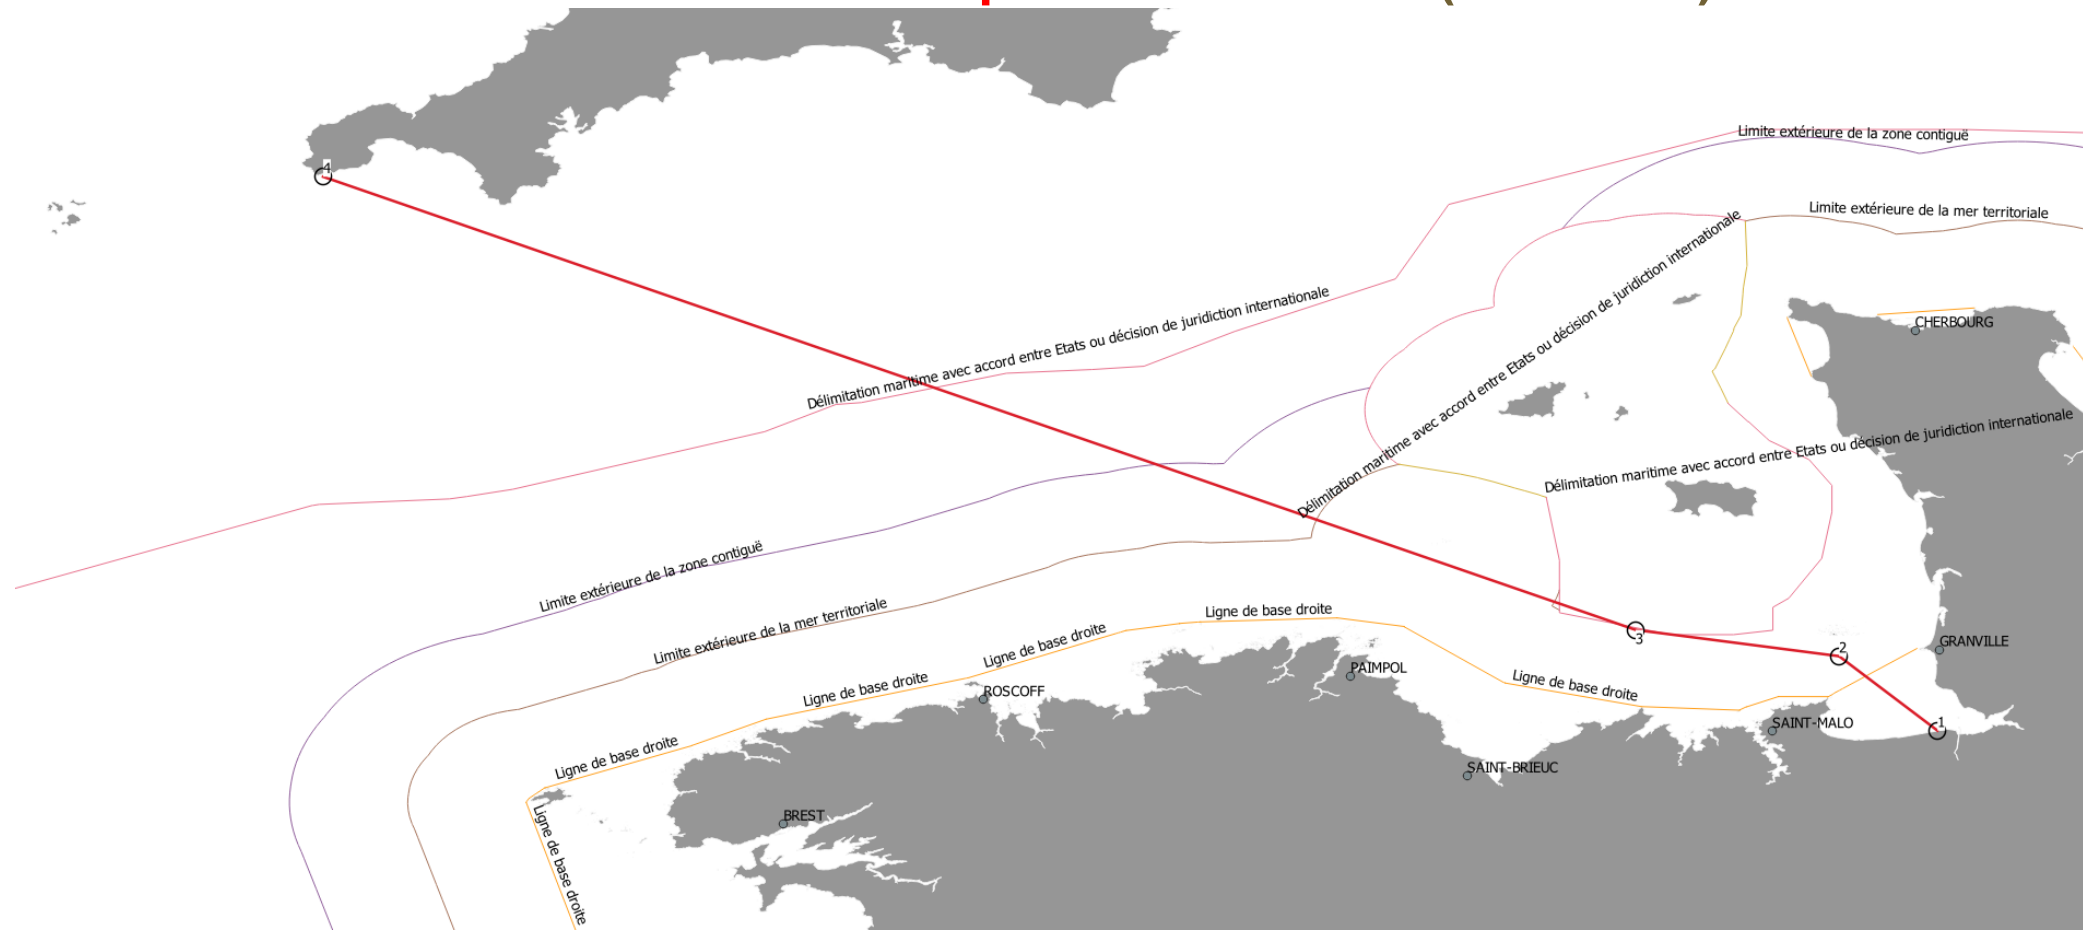 Limite extérieure de la zone contiguë
4
Limite extérieure de la mer territoriale
Délimitation maritime avec accord entre Etats ou décision de juridiction internationale
Délimitation maritime avec accord entre Etats ou décision de juridiction internationale
CHERBOURG
Délimitation maritime avec accord entre Etats ou décision de juridiction internationale
Limite extérieure de la zone contiguë
Limite extérieure de la mer territoriale
Ligne de base droite
Ligne de base droite
3
2
GRANVILLE
PAIMPOL
Ligne de base droite
Ligne de base droite
ROSCOFF
SAINT-MALO
1
Ligne de base droite
SAINT-BRIEUC
BREST
Ligne de base droite